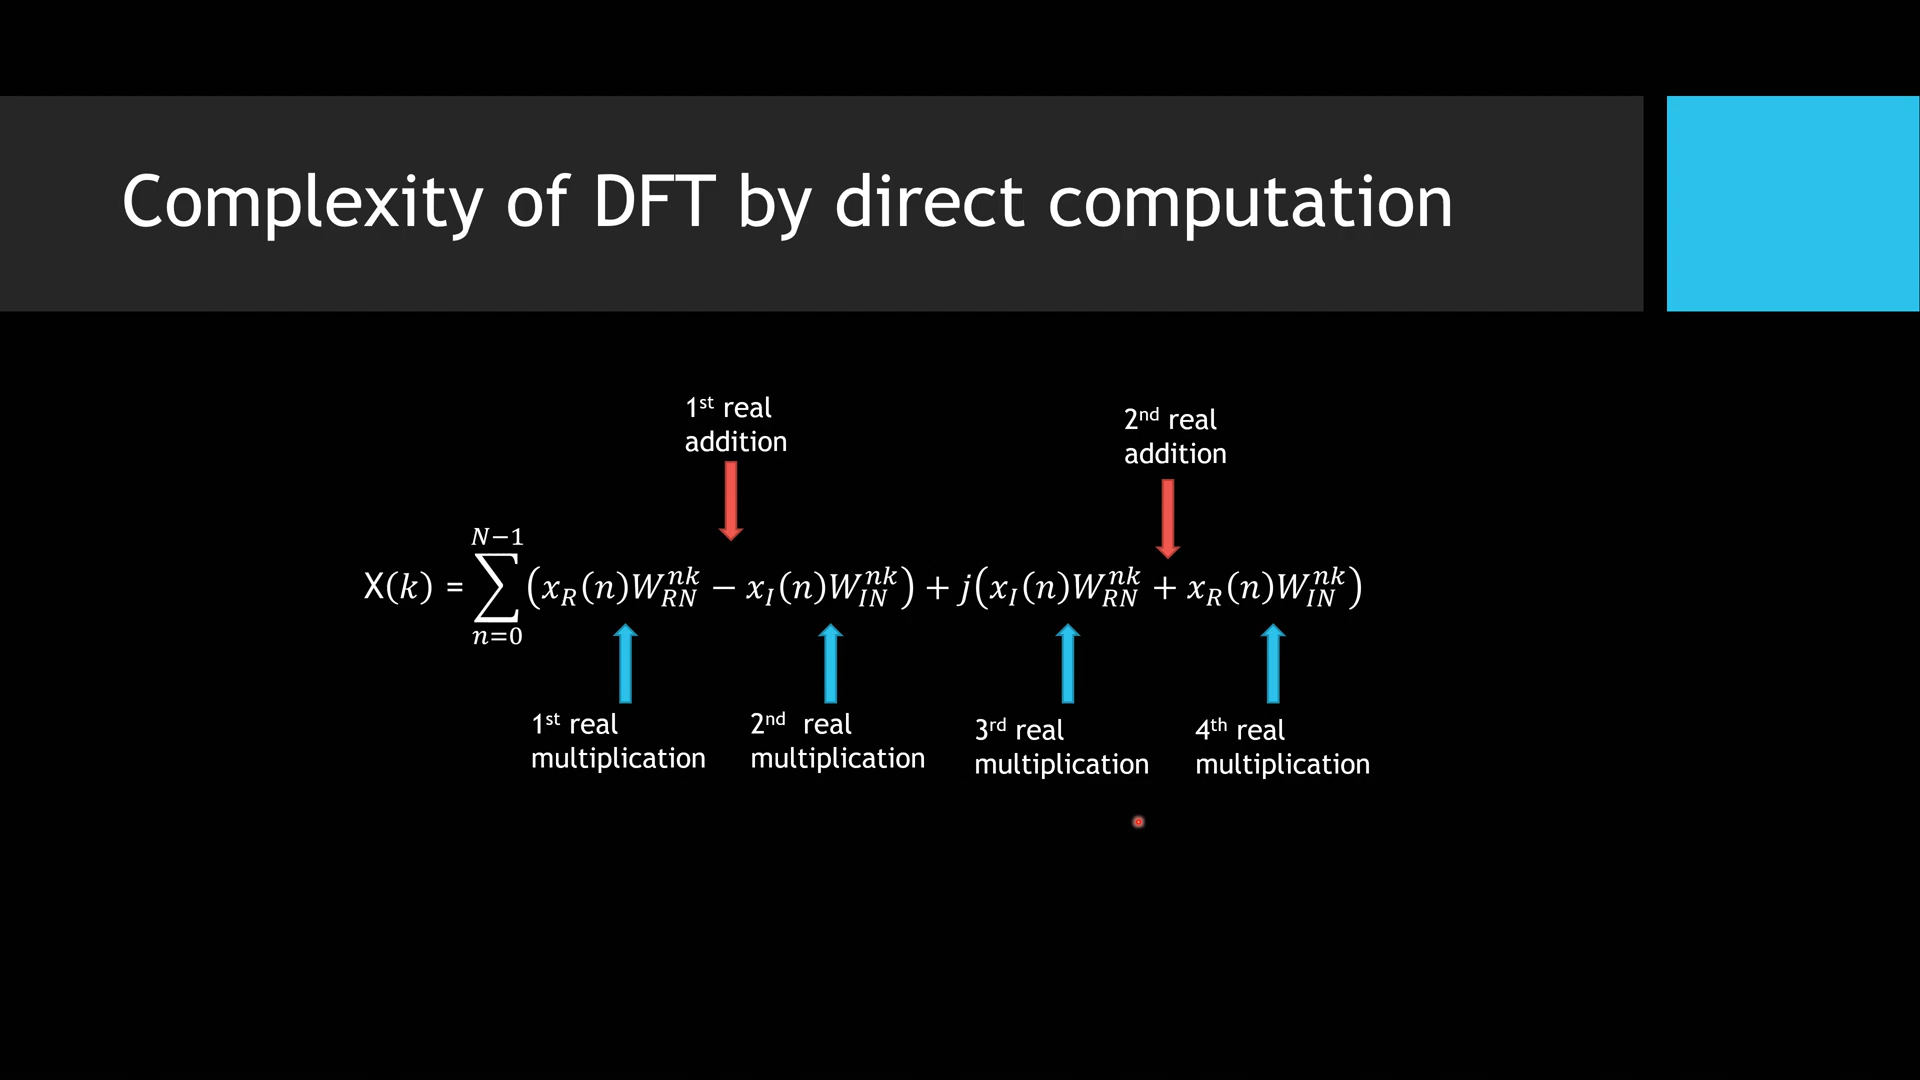 Complexity of DFT by direct computation
1st real
addition
2nd real
addition
X(k) = \sum_{n=0}^{N-1} (x_R(n)W_{RN}^{nk} − x_I(n)W_{IN}^{nk}) + j(x_I(n)W_{RN}^{nk} + x_R(n)W_{IN}^{nk})
1st real
multiplication
2nd real
multiplication
3rd real
multiplication
4th real
multiplication